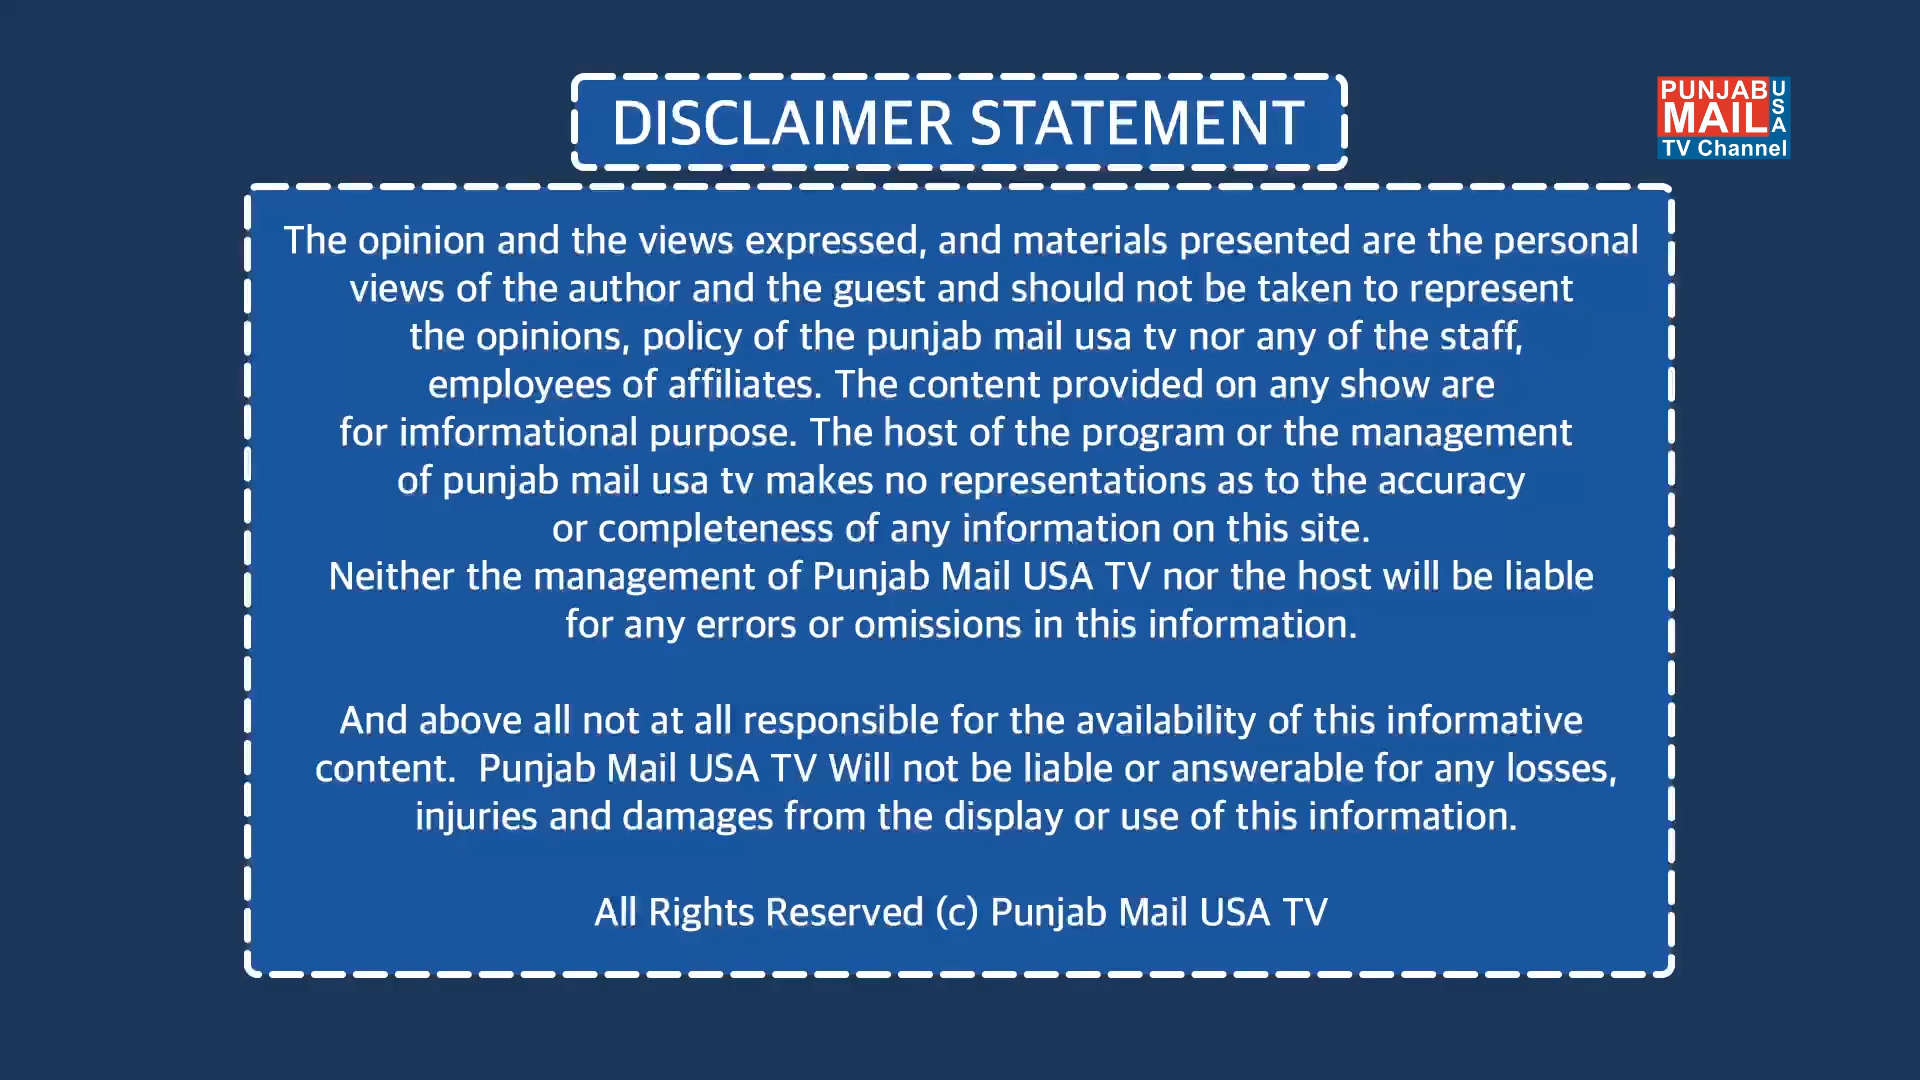 DISCLAIMER STATEMENT
PUNJAB USA
MAIL
TV Channel
The opinion and the views expressed, and materials presented are the personal
views of the author and the guest and should not be taken to represent
the opinions, policy of the punjab mail usa tv nor any of the staff,
employees of affiliates. The content provided on any show are
for imformational purpose. The host of the program or the management
of punjab mail usa tv makes no representations as to the accuracy
or completeness of any information on this site.
Neither the management of Punjab Mail USA TV nor the host will be liable
for any errors or omissions in this information.
And above all not at all responsible for the availability of this informative
content.  Punjab Mail USA TV Will not be liable or answerable for any losses,
injuries and damages from the display or use of this information.
All Rights Reserved (c) Punjab Mail USA TV